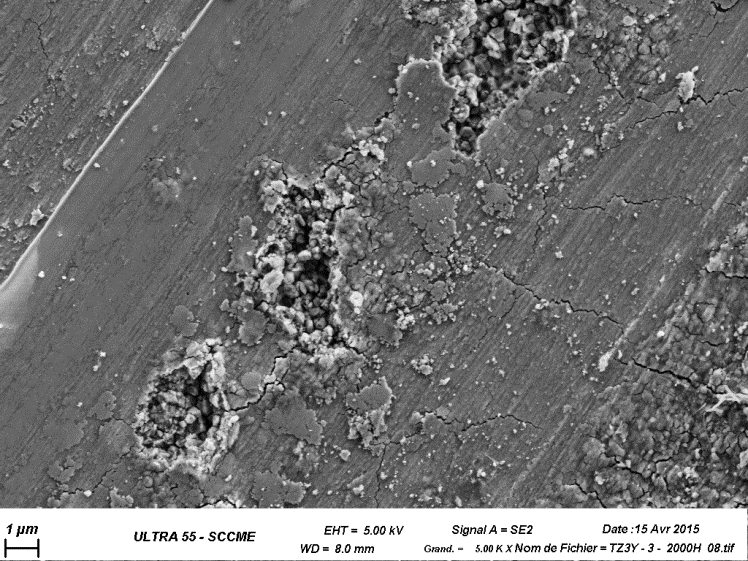 1 µm ULTRA 55 - SCCME EHT = 5.00 kV Signal A = SE2 Date :15 Avr 2015
WD = 8.0 mm Grand. = 5.00 K X Nom de Fichier = TZ3Y - 3 - 2000H 08.tif